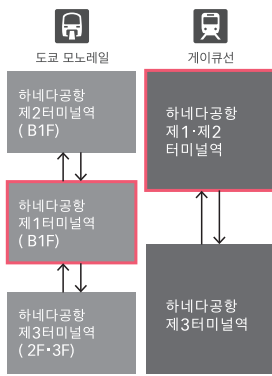 도쿄 모노레일
하네다공항
제2터미널역
( B1F)
하네다공항
제1터미널역
( B1F)
하네다공항
제3터미널역
( 2F·3F)
게이큐선
하네다공항
제1·제2
터미널역
하네다공항
제3터미널역